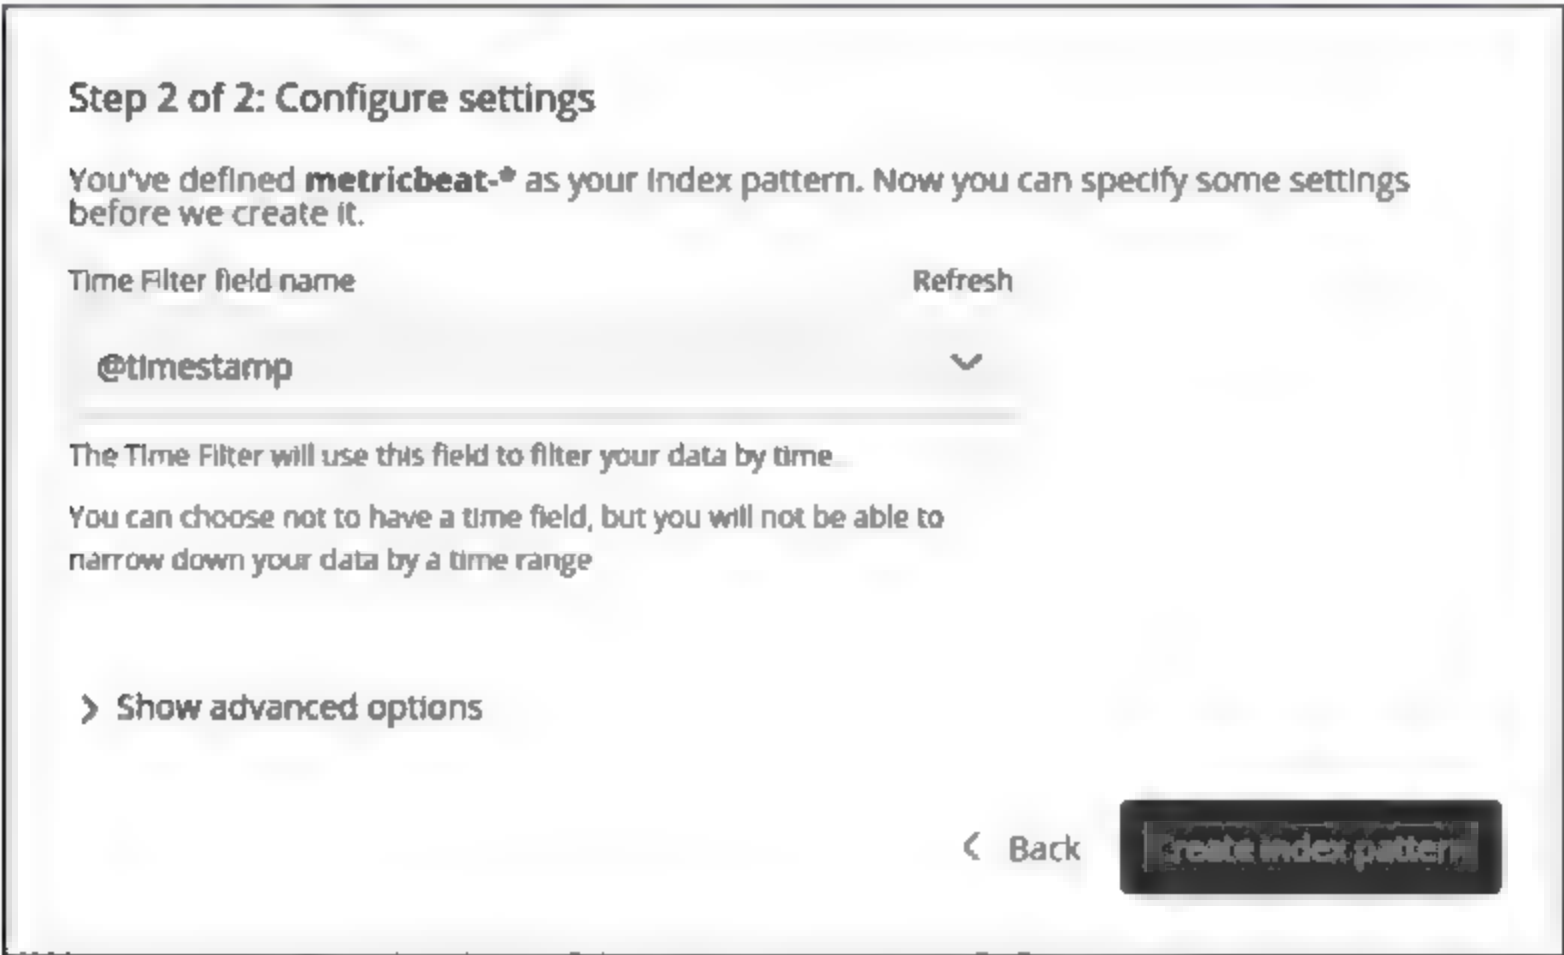 Step 2 of 2: Configure settings
You've defined metricbeat-* as your index pattern. Now you can specify some settings
before we create it.
Time Filter field name Refresh
@timestamp
The Time Filter will use this field to filter your data by time.
You can choose not to have a time field, but you will not be able to
narrow down your data by a time range
Show advanced options
Back Create index pattern